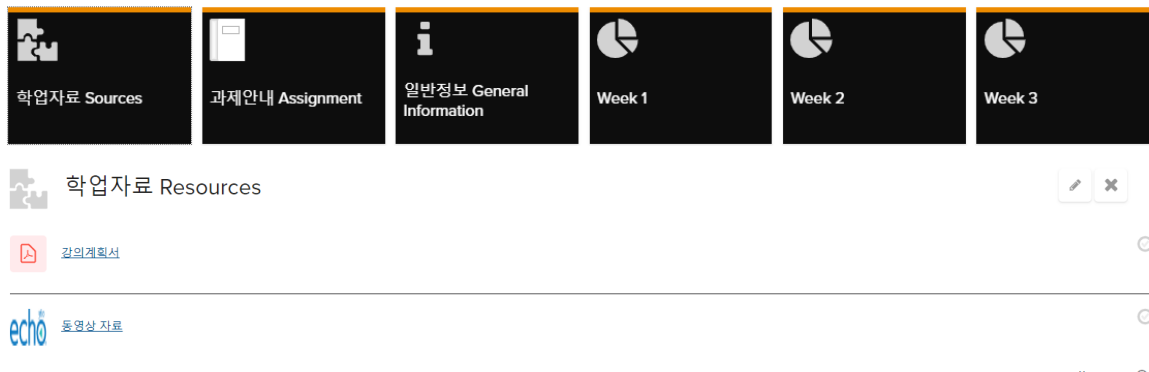 학업자료 Sources
과제안내 Assignment
일반정보 General
Information
Week 1
Week 2
Week 3
학업자료 Resources
강의계획서
echo
동영상 자료